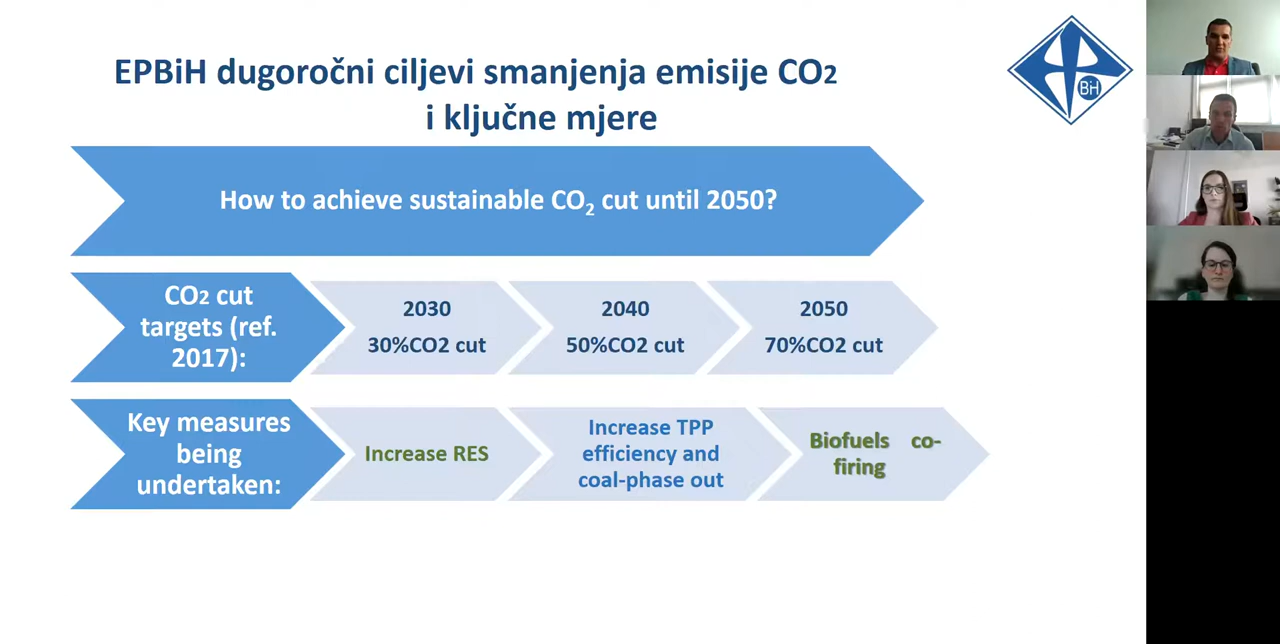 EPBiH dugoročni ciljevi smanjenja emisije CO2
i ključne mjere
BiH
How to achieve sustainable CO₂ cut until 2050?
CO2 cut
targets (ref.
2017):
2030
30%CO2 cut
2040
50%CO2 cut
2050
70%CO2 cut
Key measures
being
undertaken:
Increase RES
Increase TPP
efficiency and
coal-phase out
Biofuels co-
firing